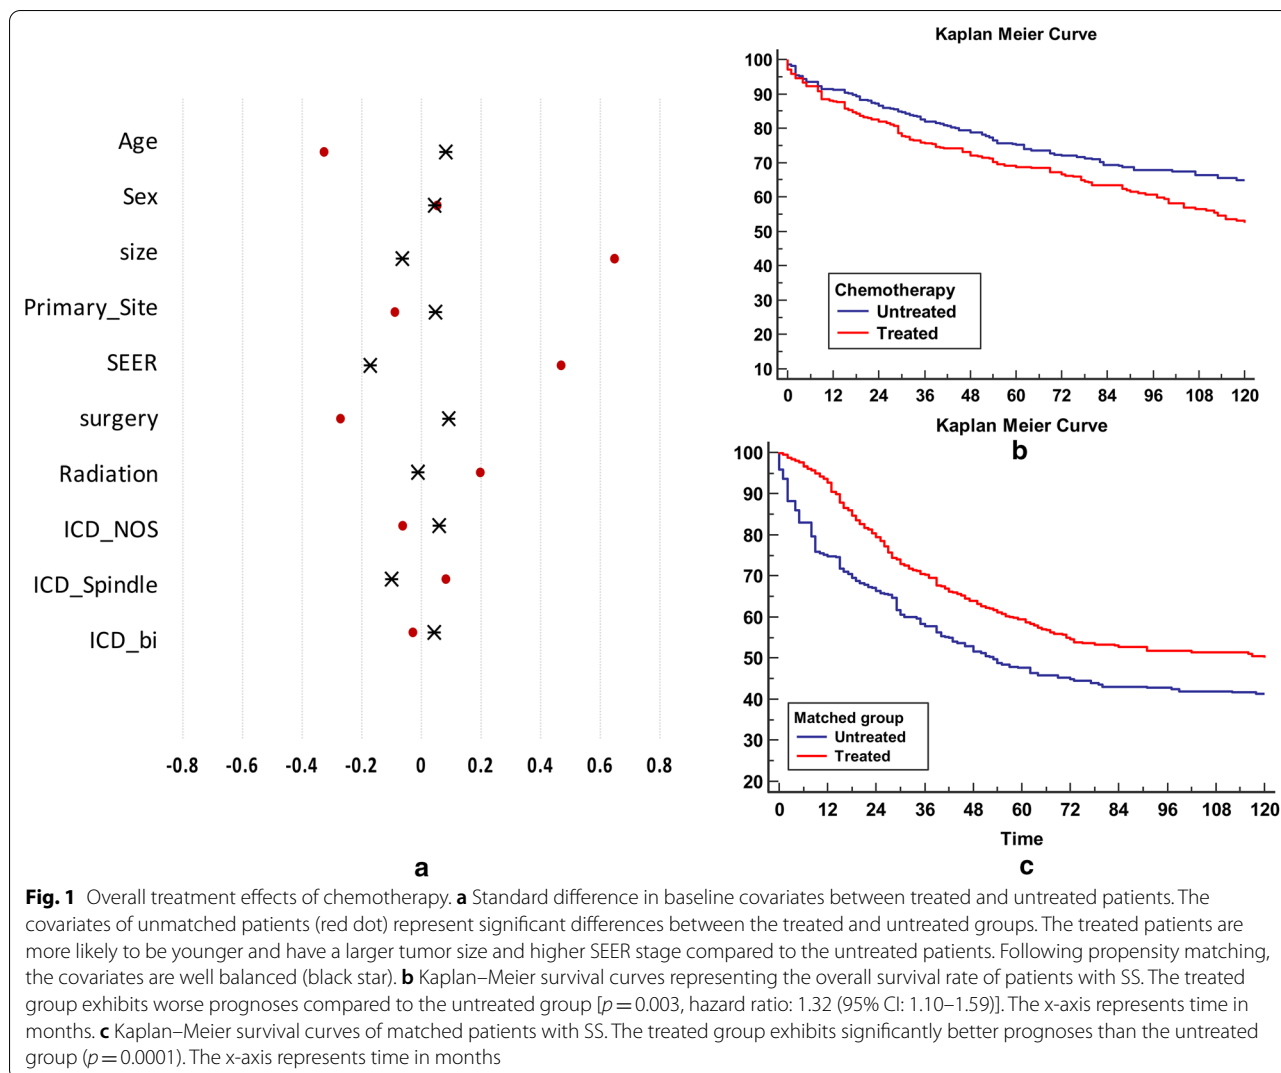 Age
Sex
size
Primary_Site
SEER
surgery
Radiation
ICD_NOS
ICD_Spindle
ICD_bi
-0.8 -0.6 -0.4 -0.2 0 0.2 0.4 0.6 0.8
a
Kaplan Meier Curve
100
90
80
70
60
50
40
30
20
10
Chemotherapy
Untreated
Treated
0 12 24 36 48 60 72 84 96 108 120
b
Kaplan Meier Curve
100
90
80
70
60
50
40
30
20
Matched group
Untreated
Treated
0 12 24 36 48 60 72 84 96 108 120
Time
c
Fig. 1 Overall treatment effects of chemotherapy. a Standard difference in baseline covariates between treated and untreated patients. The
covariates of unmatched patients (red dot) represent significant differences between the treated and untreated groups. The treated patients are
more likely to be younger and have a larger tumor size and higher SEER stage compared to the untreated patients. Following propensity matching,
the covariates are well balanced (black star). b Kaplan–Meier survival curves representing the overall survival rate of patients with SS. The treated
group exhibits worse prognoses compared to the untreated group [p = 0.003, hazard ratio: 1.32 (95% CI: 1.10–1.59)]. The x-axis represents time in
months. c Kaplan–Meier survival curves of matched patients with SS. The treated group exhibits significantly better prognoses than the untreated
group (p = 0.0001). The x-axis represents time in months